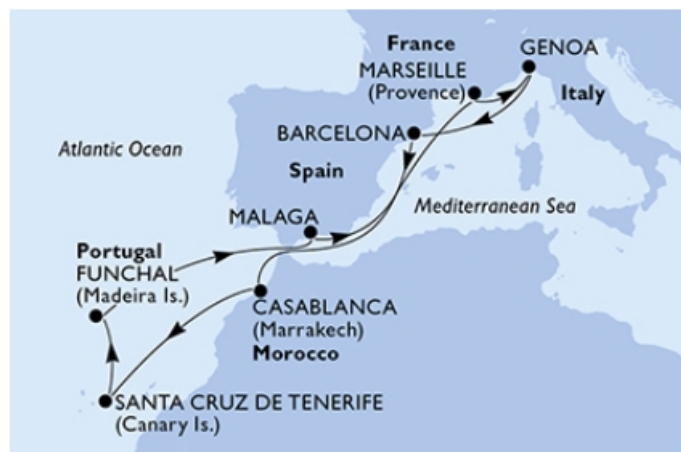 France
GENOA
MARSEILLE
(Provence)
Italy
BARCELONA
Atlantic Ocean
Spain
Mediterranean Sea
MALAGA
Portugal
FUNCHAL
(Madeira Is.)
CASABLANCA
(Marrakech)
Morocco
SANTA CRUZ DE TENERIFE
(Canary Is.)